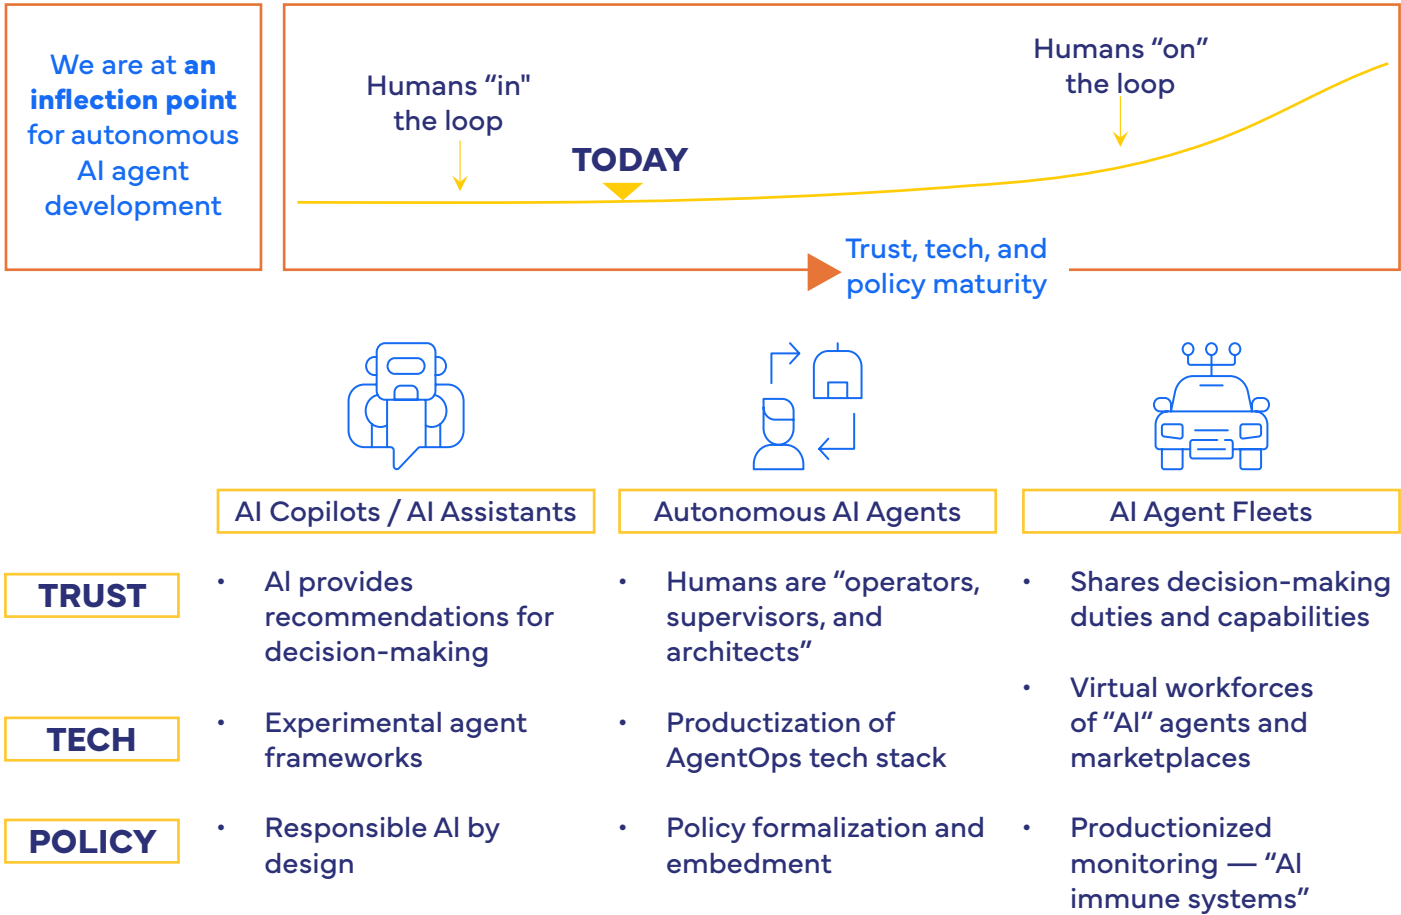 We are at an
inflection point
for autonomous
AI agent
development
Humans “in"
the loop
TODAY
Humans “on”
the loop
Trust, tech, and
policy maturity
AI Copilots / AI Assistants
Autonomous AI Agents
AI Agent Fleets
TRUST
• AI provides
recommendations for
decision-making
• Humans are “operators,
supervisors, and
architects”
• Shares decision-making
duties and capabilities
TECH
• Experimental agent
frameworks
• Productization of
AgentOps tech stack
• Virtual workforces
of “AI” agents and
marketplaces
POLICY
• Responsible AI by
design
• Policy formalization and
embedment
• Productionized
monitoring — “AI
immune systems”